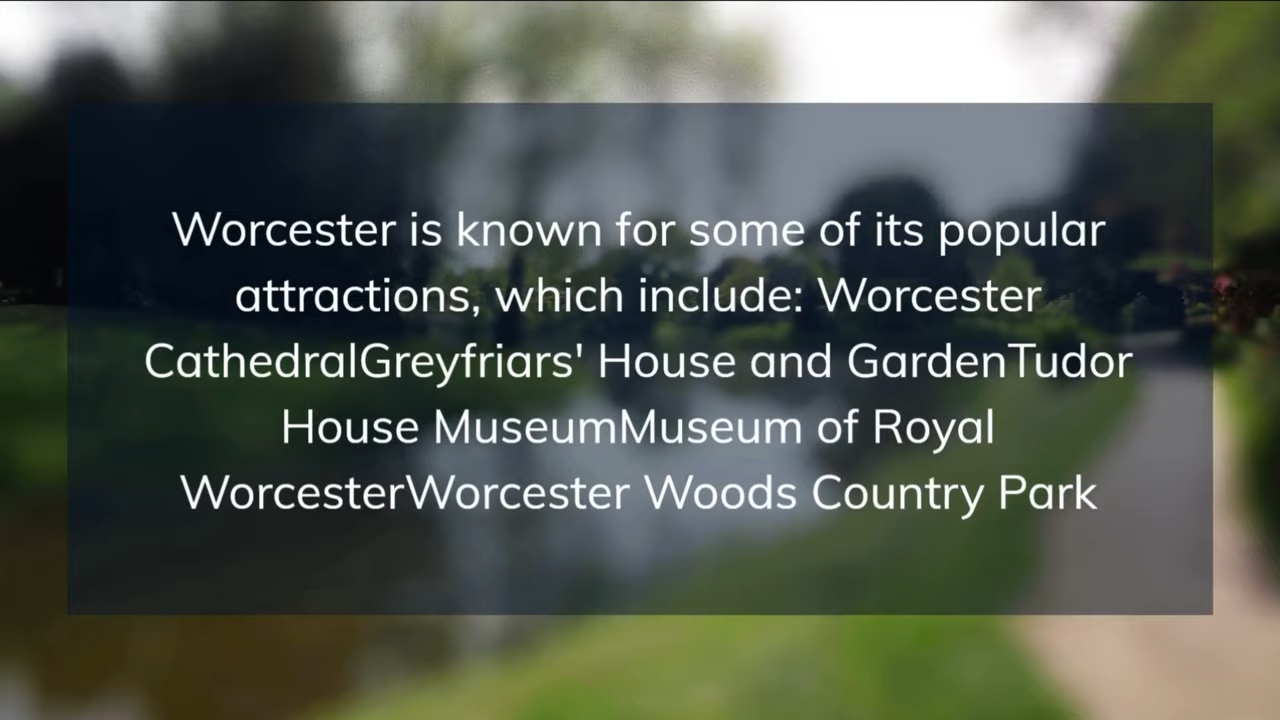 Worcester is known for some of its popular
attractions, which include: Worcester
CathedralGreyfriars' House and GardenTudor
House MuseumMuseum of Royal
WorcesterWorcester Woods Country Park